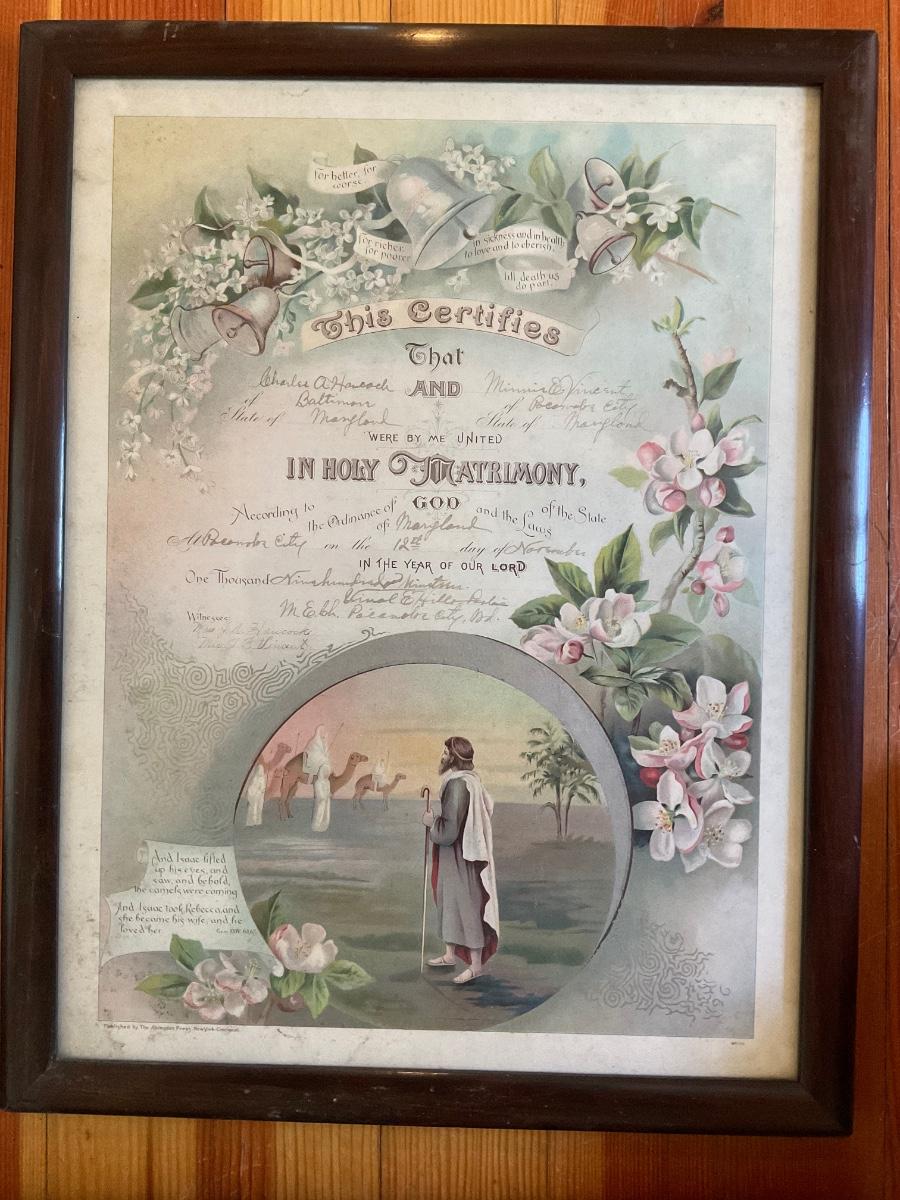 For better, for
worse.
for richer
for poorer
in sickness and in health
to love and to cherish,
till death us
do part.
This Certifies
That
Charles A Hancock AND Minnie E Vincent
of Baltimore of Pocomoke City
State of Maryland State of Maryland
WERE BY ME UNITED
IN HOLY MATRIMONY,
According to the Ordinance of GOD and the Laws of the State
of Maryland
At Pocomoke City on the 12th day of November
IN THE YEAR OF OUR LORD
One Thousand Ninehundred Nineteen
E Hills
M.E.Ch. Pocomoke City, Md.
Witnesses
Mrs Hancock
Vincent
And Isaac lifted
up his eyes, and
saw, and behold,
the camels were coming
And Isaac took Rebecca, and
she became his wife, and he
loved her.
Published by The Abingdon Press, New York-Cincinnati.